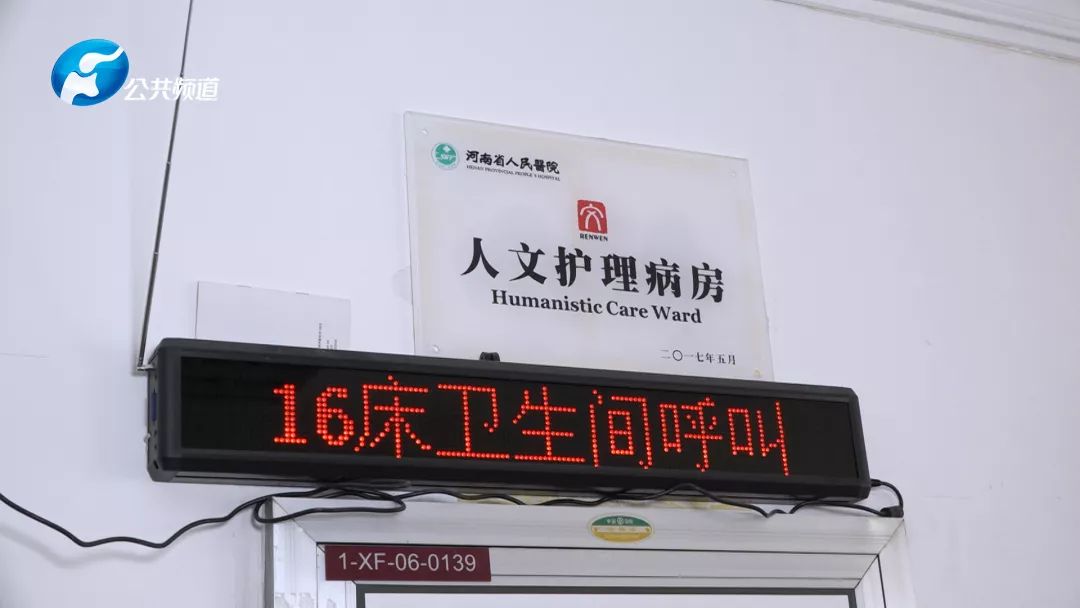 公共频道
河南省人民醫院
HENAN PROVINCIAL PEOPLE'S HOSPITAL
RENWEN
人文护理病房
Humanistic Care Ward
二〇一七年五月
16床卫生间呼叫
1-XF-06-0139